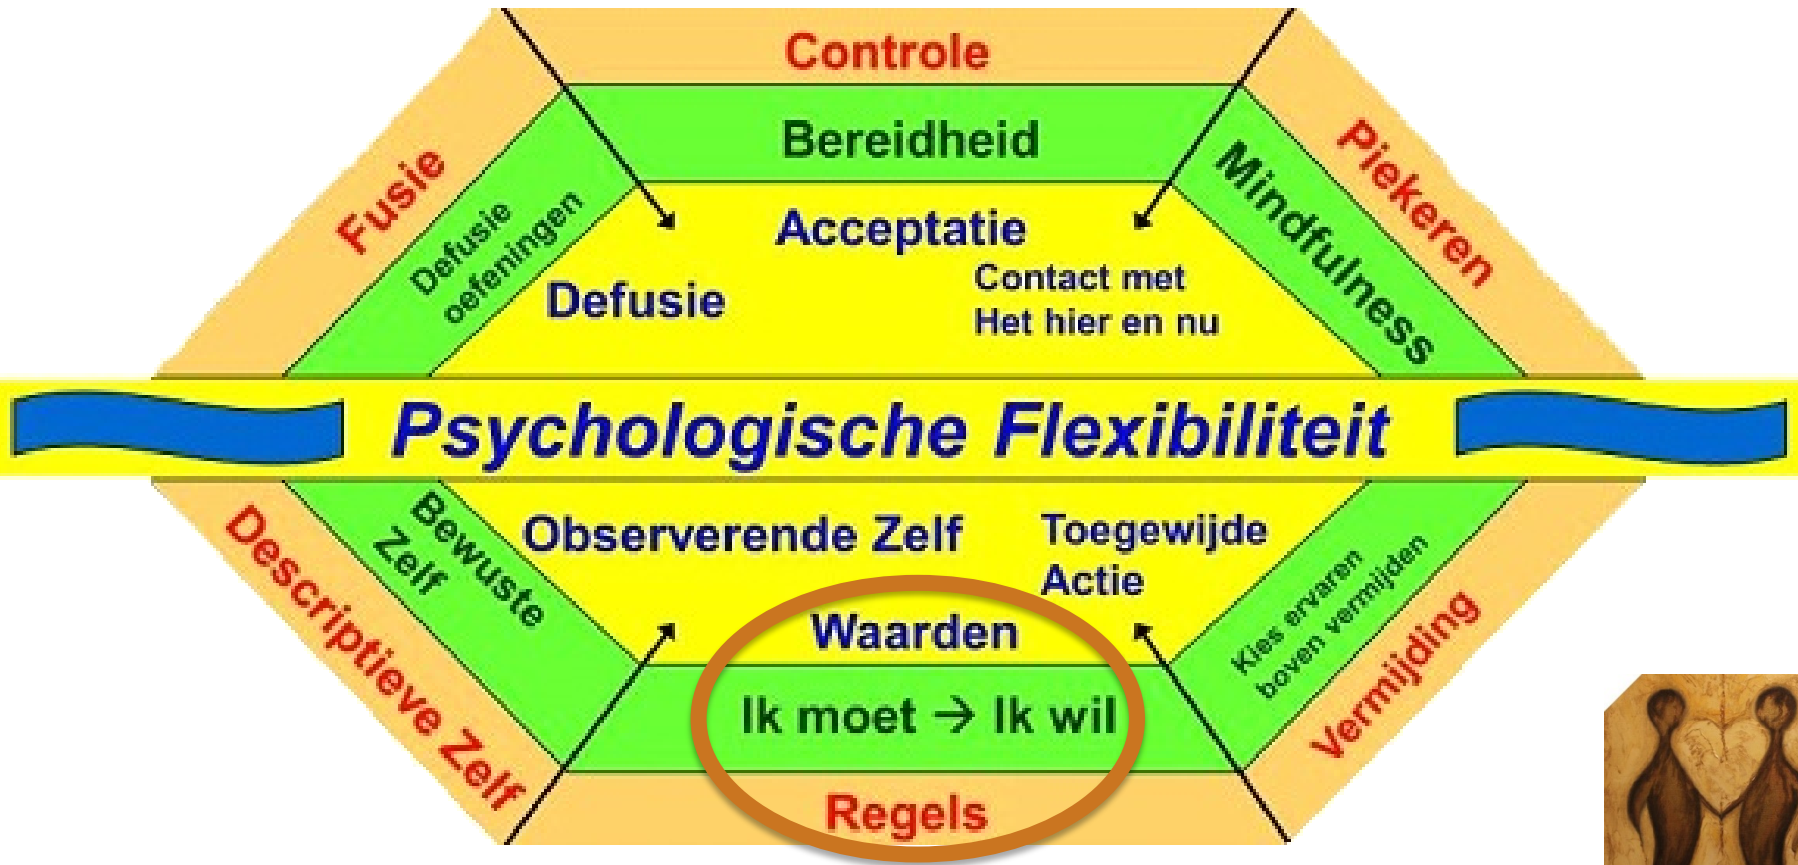 Controle
Bereidheid
Fusie
Defusie
oefeningen
Acceptatie
Defusie
Contact met
Het hier en nu
Mindfulness
Piekeren
Psychologische Flexibiliteit
Descriptieve Zelf
Bewuste
Zelf
Observerende Zelf
Toegewijde
Actie
Waarden
Kies ervaren
boven vermijden
Vermijding
Ik moet → Ik wil
Regels